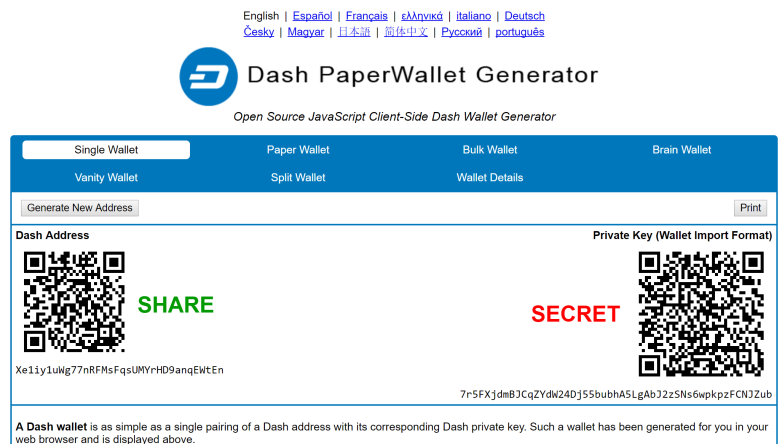 English | Español | Français | ελληνικά | italiano | Deutsch
Česky | Magyar | 日本語 | 简体中文 | Русский | português
Dash PaperWallet Generator
Open Source JavaScript Client-Side Dash Wallet Generator
Single Wallet Paper Wallet Bulk Wallet Brain Wallet
Vanity Wallet Split Wallet Wallet Details
Generate New Address Print
Dash Address Private Key (Wallet Import Format)
SHARE SECRET
Xe1iy1uWg77nRFMsFqsUMYrHD9anqEWtEn
7r5FXjdmBJCqZYdW24Dj55bubhA5LgAbJ2zSNs6wpkpzFCNJZub
A Dash wallet is as simple as a single pairing of a Dash address with its corresponding Dash private key. Such a wallet has been generated for you in your
web browser and is displayed above.